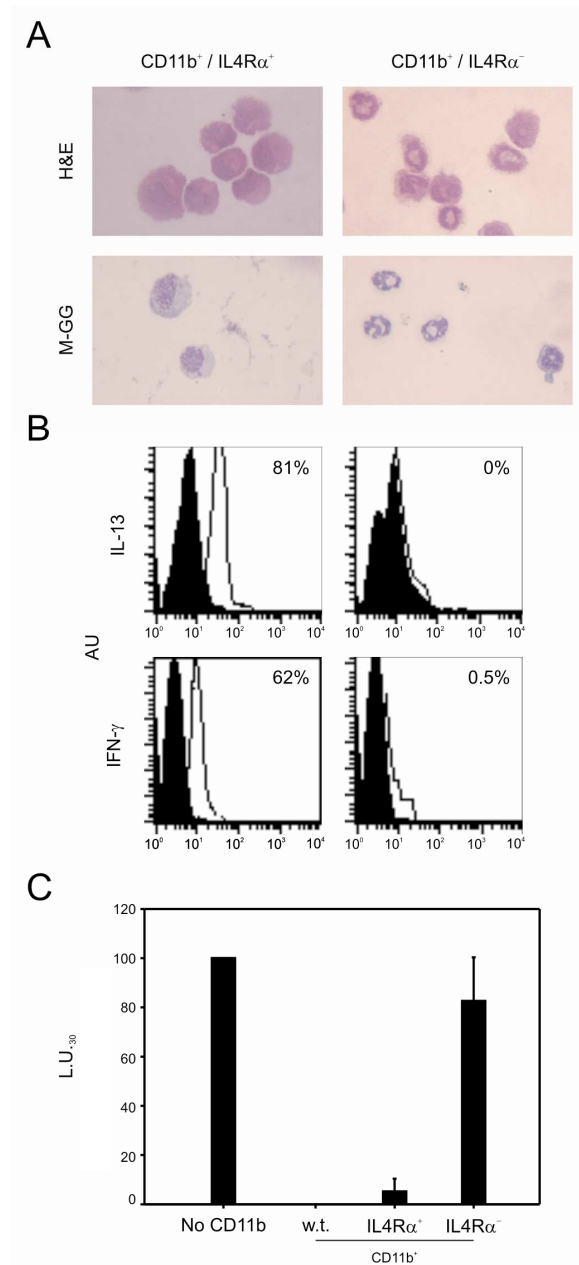 A
CD11b⁺ / IL4Rα⁺ CD11b⁺ / IL4Rα⁻
H&E
M-GG
B
IL-13
81% 0%
10⁰ 10¹ 10² 10³ 10⁴ 10⁰ 10¹ 10² 10³ 10⁴
AU
IFN-γ
62% 0.5%
10⁰ 10¹ 10² 10³ 10⁴ 10⁰ 10¹ 10² 10³ 10⁴
C
120
100
80
60
40
20
0
L.U.₃₀
No CD11b w.t. IL4Rα⁺ IL4Rα⁻
CD11b⁺